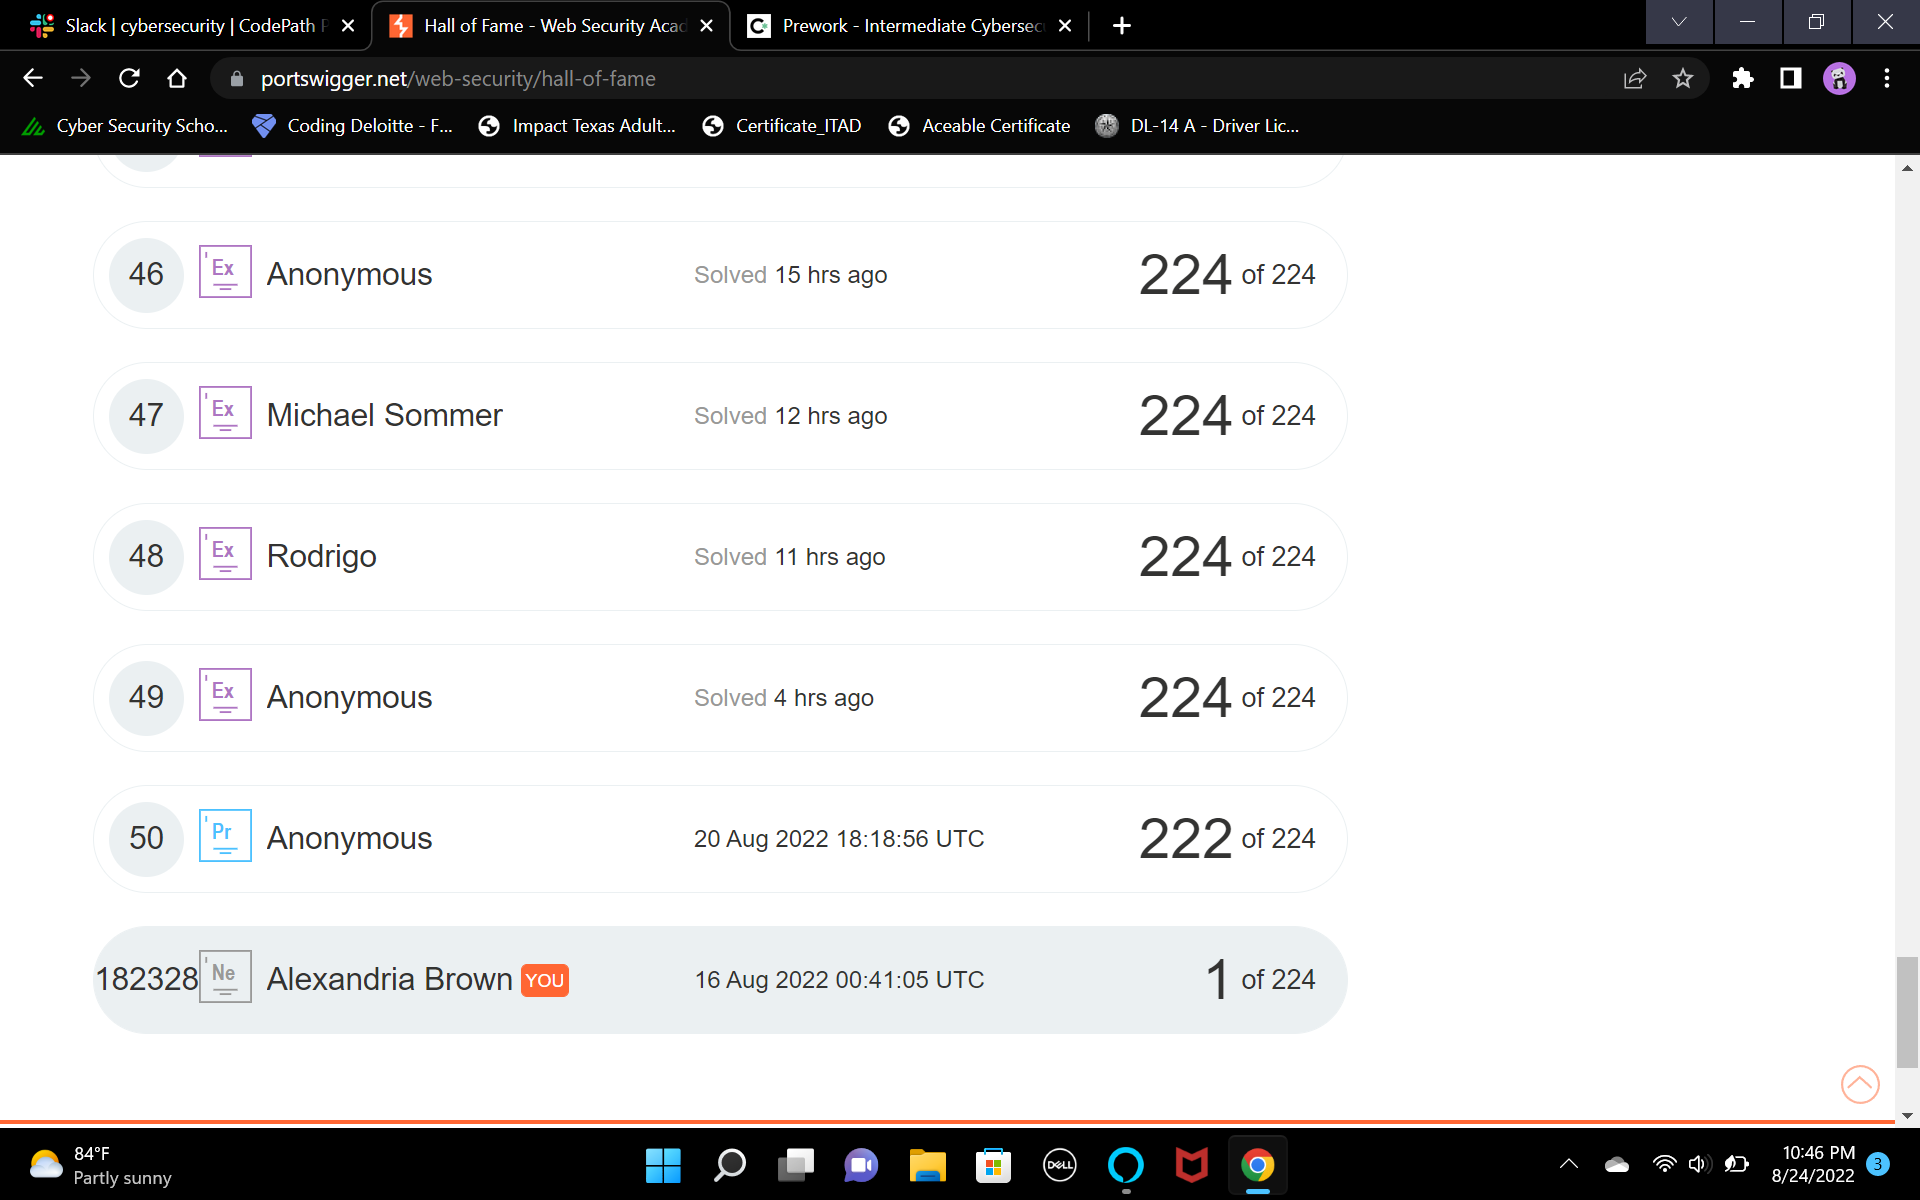 Slack | cybersecurity | CodePath
Hall of Fame - Web Security Acad
Prework - Intermediate Cybersec
portswigger.net/web-security/hall-of-fame
Cyber Security Scho...
Coding Deloitte - F...
Impact Texas Adult...
Certificate_ITAD
Aceable Certificate
DL-14 A - Driver Lic...
46 Ex Anonymous Solved 15 hrs ago 224 of 224
47 Ex Michael Sommer Solved 12 hrs ago 224 of 224
48 Ex Rodrigo Solved 11 hrs ago 224 of 224
49 Ex Anonymous Solved 4 hrs ago 224 of 224
50 Pr Anonymous 20 Aug 2022 18:18:56 UTC 222 of 224
182328 Ne Alexandria Brown YOU 16 Aug 2022 00:41:05 UTC 1 of 224
84°F
Partly sunny
DELL
10:46 PM
8/24/2022
3